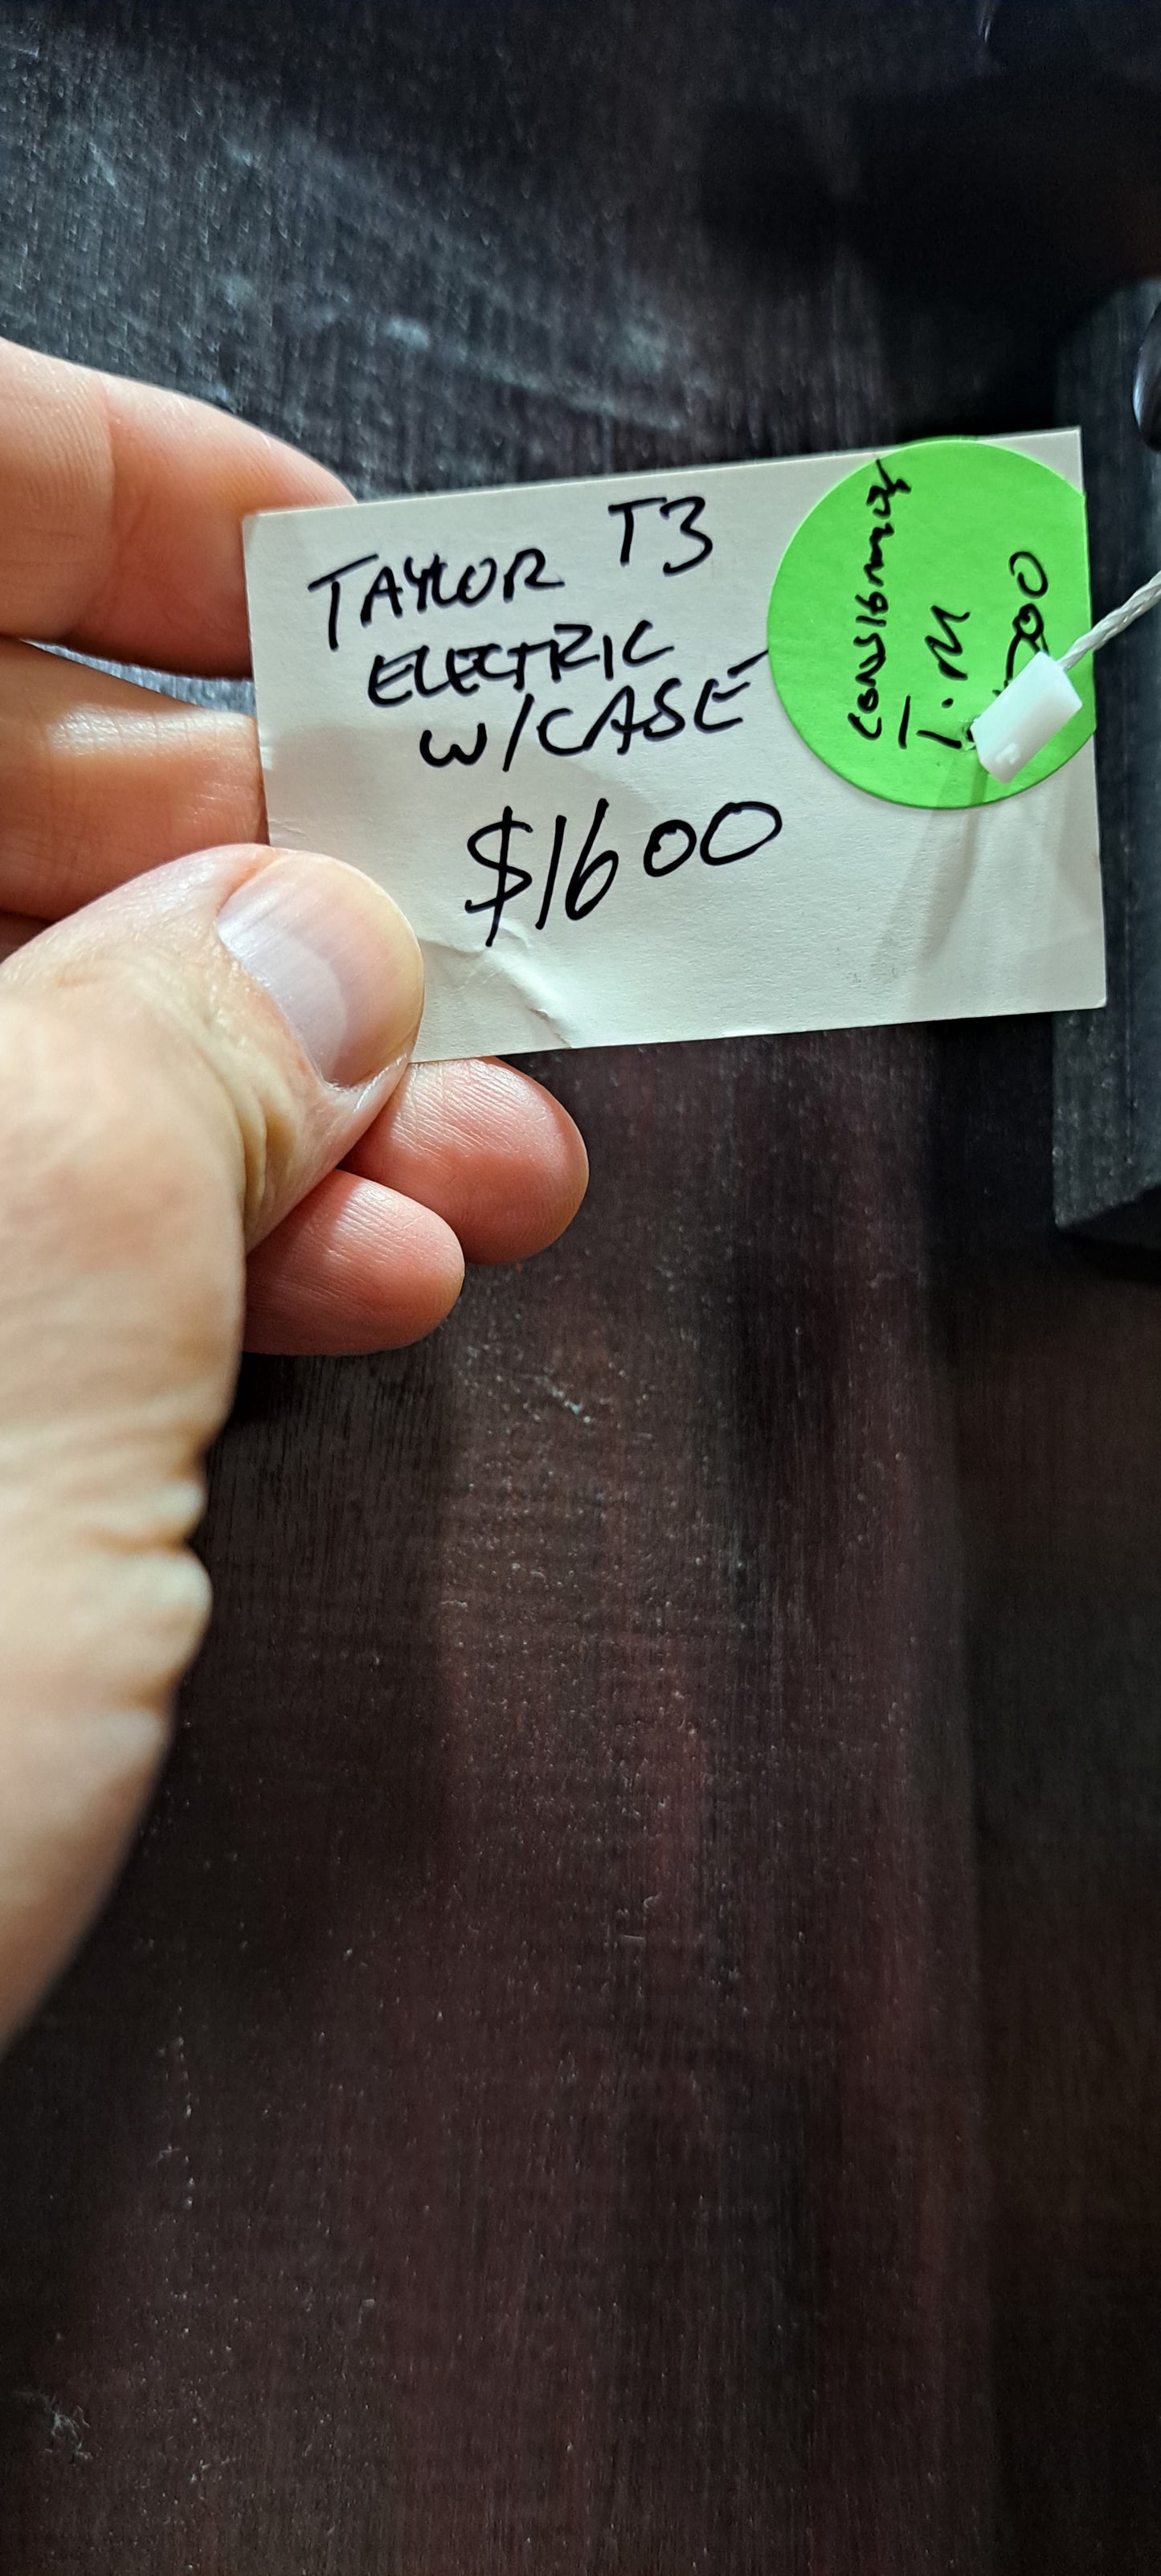 TAYLOR T3
ELECTRIC
W/CASE
$1600
CONSIGNMENT
T.M